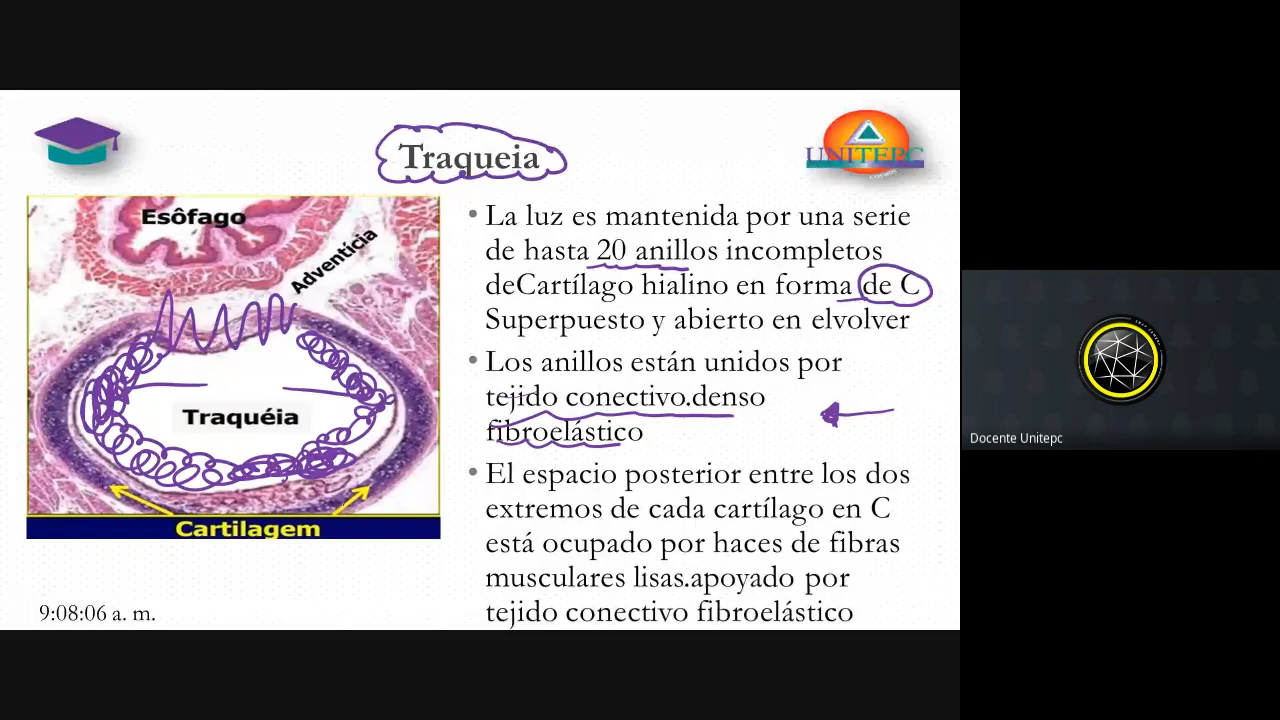 Traqueia
UNITEPC
Esôfago
Adventícia
Traquéia
Cartilagem
La luz es mantenida por una serie
de hasta 20 anillos incompletos
deCartílago hialino en forma de C
Superpuesto y abierto en elvolver
Los anillos están unidos por
tejido conectivo.denso
fibroelástico
El espacio posterior entre los dos
extremos de cada cartílago en C
está ocupado por haces de fibras
musculares lisas.apoyado por
tejido conectivo fibroelástico
9:08:06 a. m.
Docente Unitepc